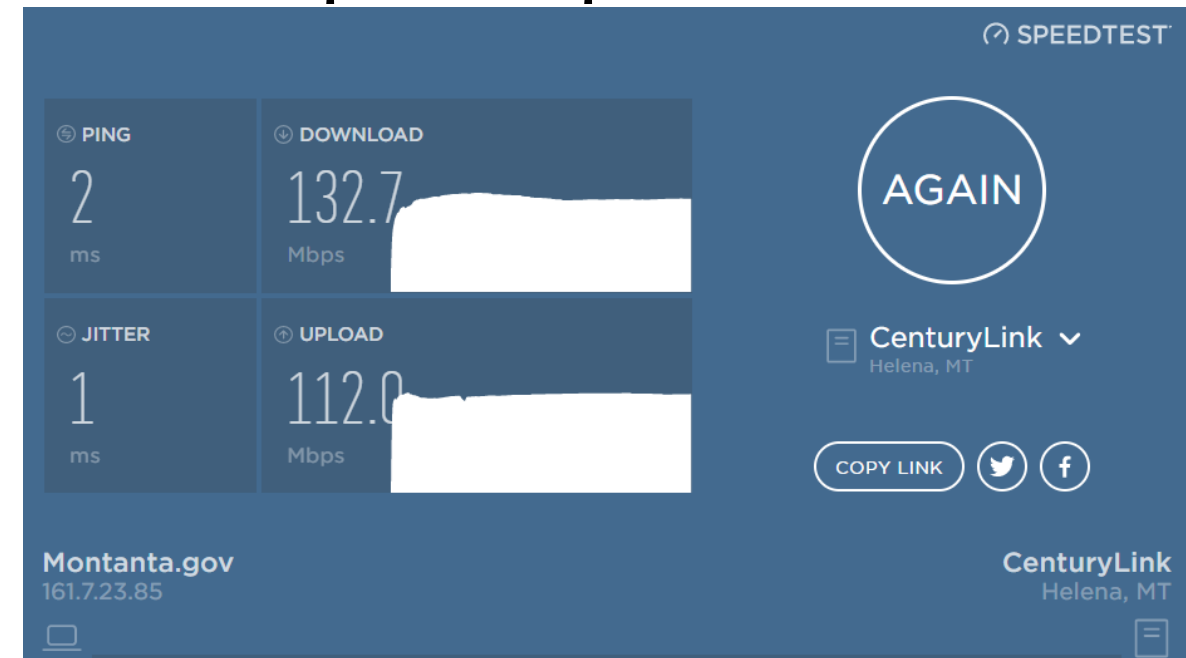 SPEEDTEST
PING
2
ms
DOWNLOAD
132.7
Mbps
AGAIN
JITTER
1
ms
UPLOAD
112.0
Mbps
CenturyLink
Helena, MT
COPY LINK
Montanta.gov
161.7.23.85
CenturyLink
Helena, MT